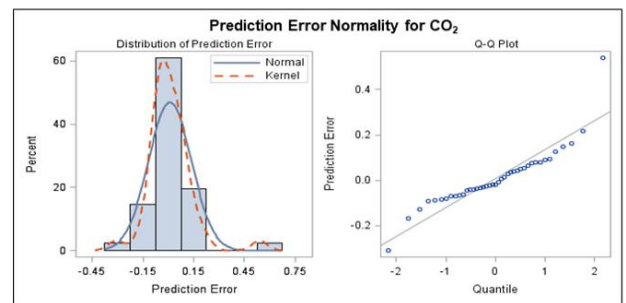 Prediction Error Normality for CO₂
Distribution of Prediction Error
60
40
20
0
Percent
Normal
Kernel
-0.45 -0.15 0.15 0.45 0.75
Prediction Error
Q-Q Plot
0.4
0.2
0.0
-0.2
Prediction Error
-2 -1 0 1 2
Quantile